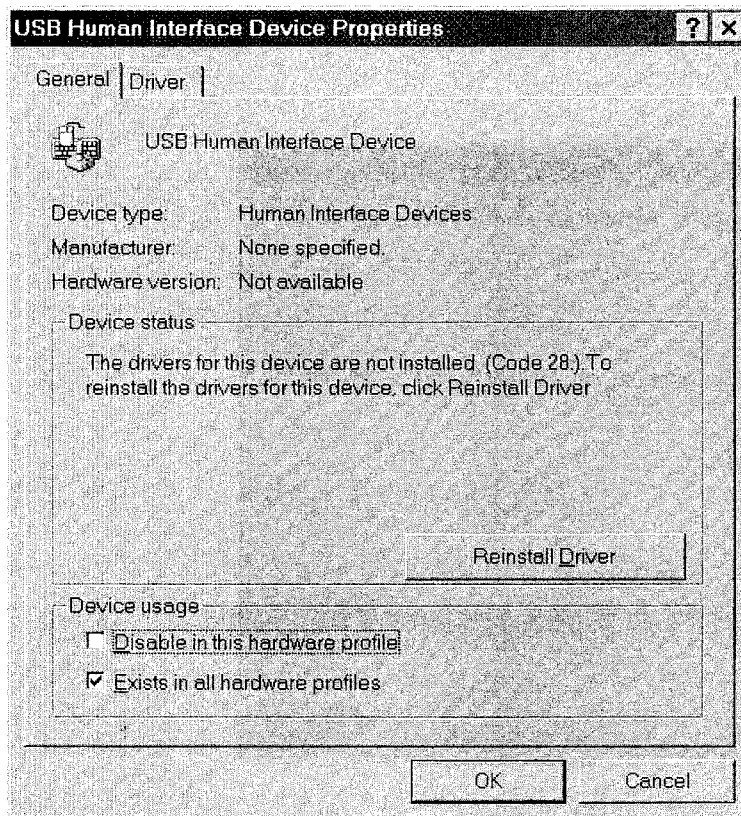 USB Human Interface Device Properties
General
Driver
USB Human Interface Device
Device type: Human Interface Devices
Manufacturer: None specified.
Hardware version: Not available
Device status
The drivers for this device are not installed. (Code 28.) To
reinstall the drivers for this device, click Reinstall Driver
Reinstall Driver
Device usage
Disable in this hardware profile
Exists in all hardware profiles
OK
Cancel